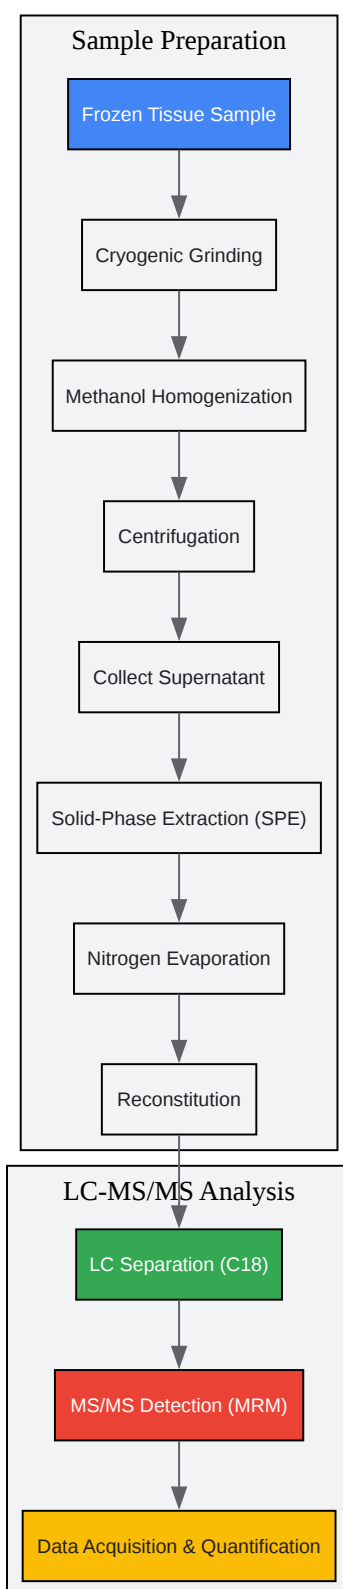 Sample Preparation
Frozen Tissue Sample
Cryogenic Grinding
Methanol Homogenization
Centrifugation
Collect Supernatant
Solid-Phase Extraction (SPE)
Nitrogen Evaporation
Reconstitution
LC-MS/MS Analysis
LC Separation (C18)
MS/MS Detection (MRM)
Data Acquisition & Quantification